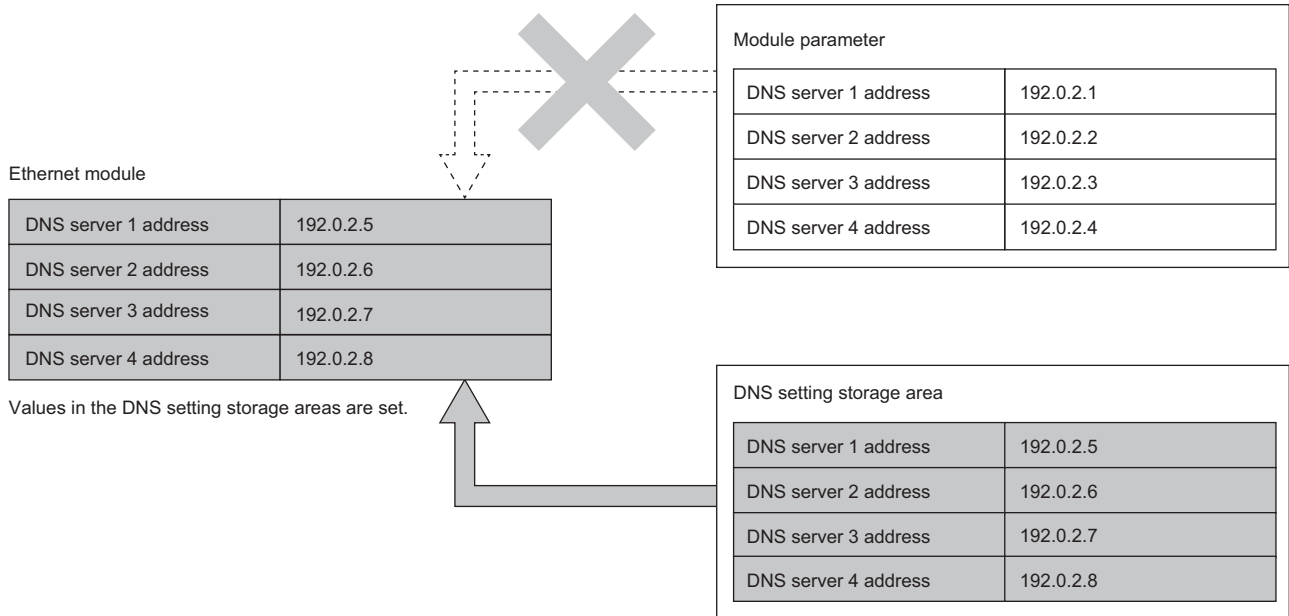 Module parameter
DNS server 1 address 192.0.2.1
DNS server 2 address 192.0.2.2
DNS server 3 address 192.0.2.3
DNS server 4 address 192.0.2.4
Ethernet module
DNS server 1 address 192.0.2.5
DNS server 2 address 192.0.2.6
DNS server 3 address 192.0.2.7
DNS server 4 address 192.0.2.8
Values in the DNS setting storage areas are set.
DNS setting storage area
DNS server 1 address 192.0.2.5
DNS server 2 address 192.0.2.6
DNS server 3 address 192.0.2.7
DNS server 4 address 192.0.2.8